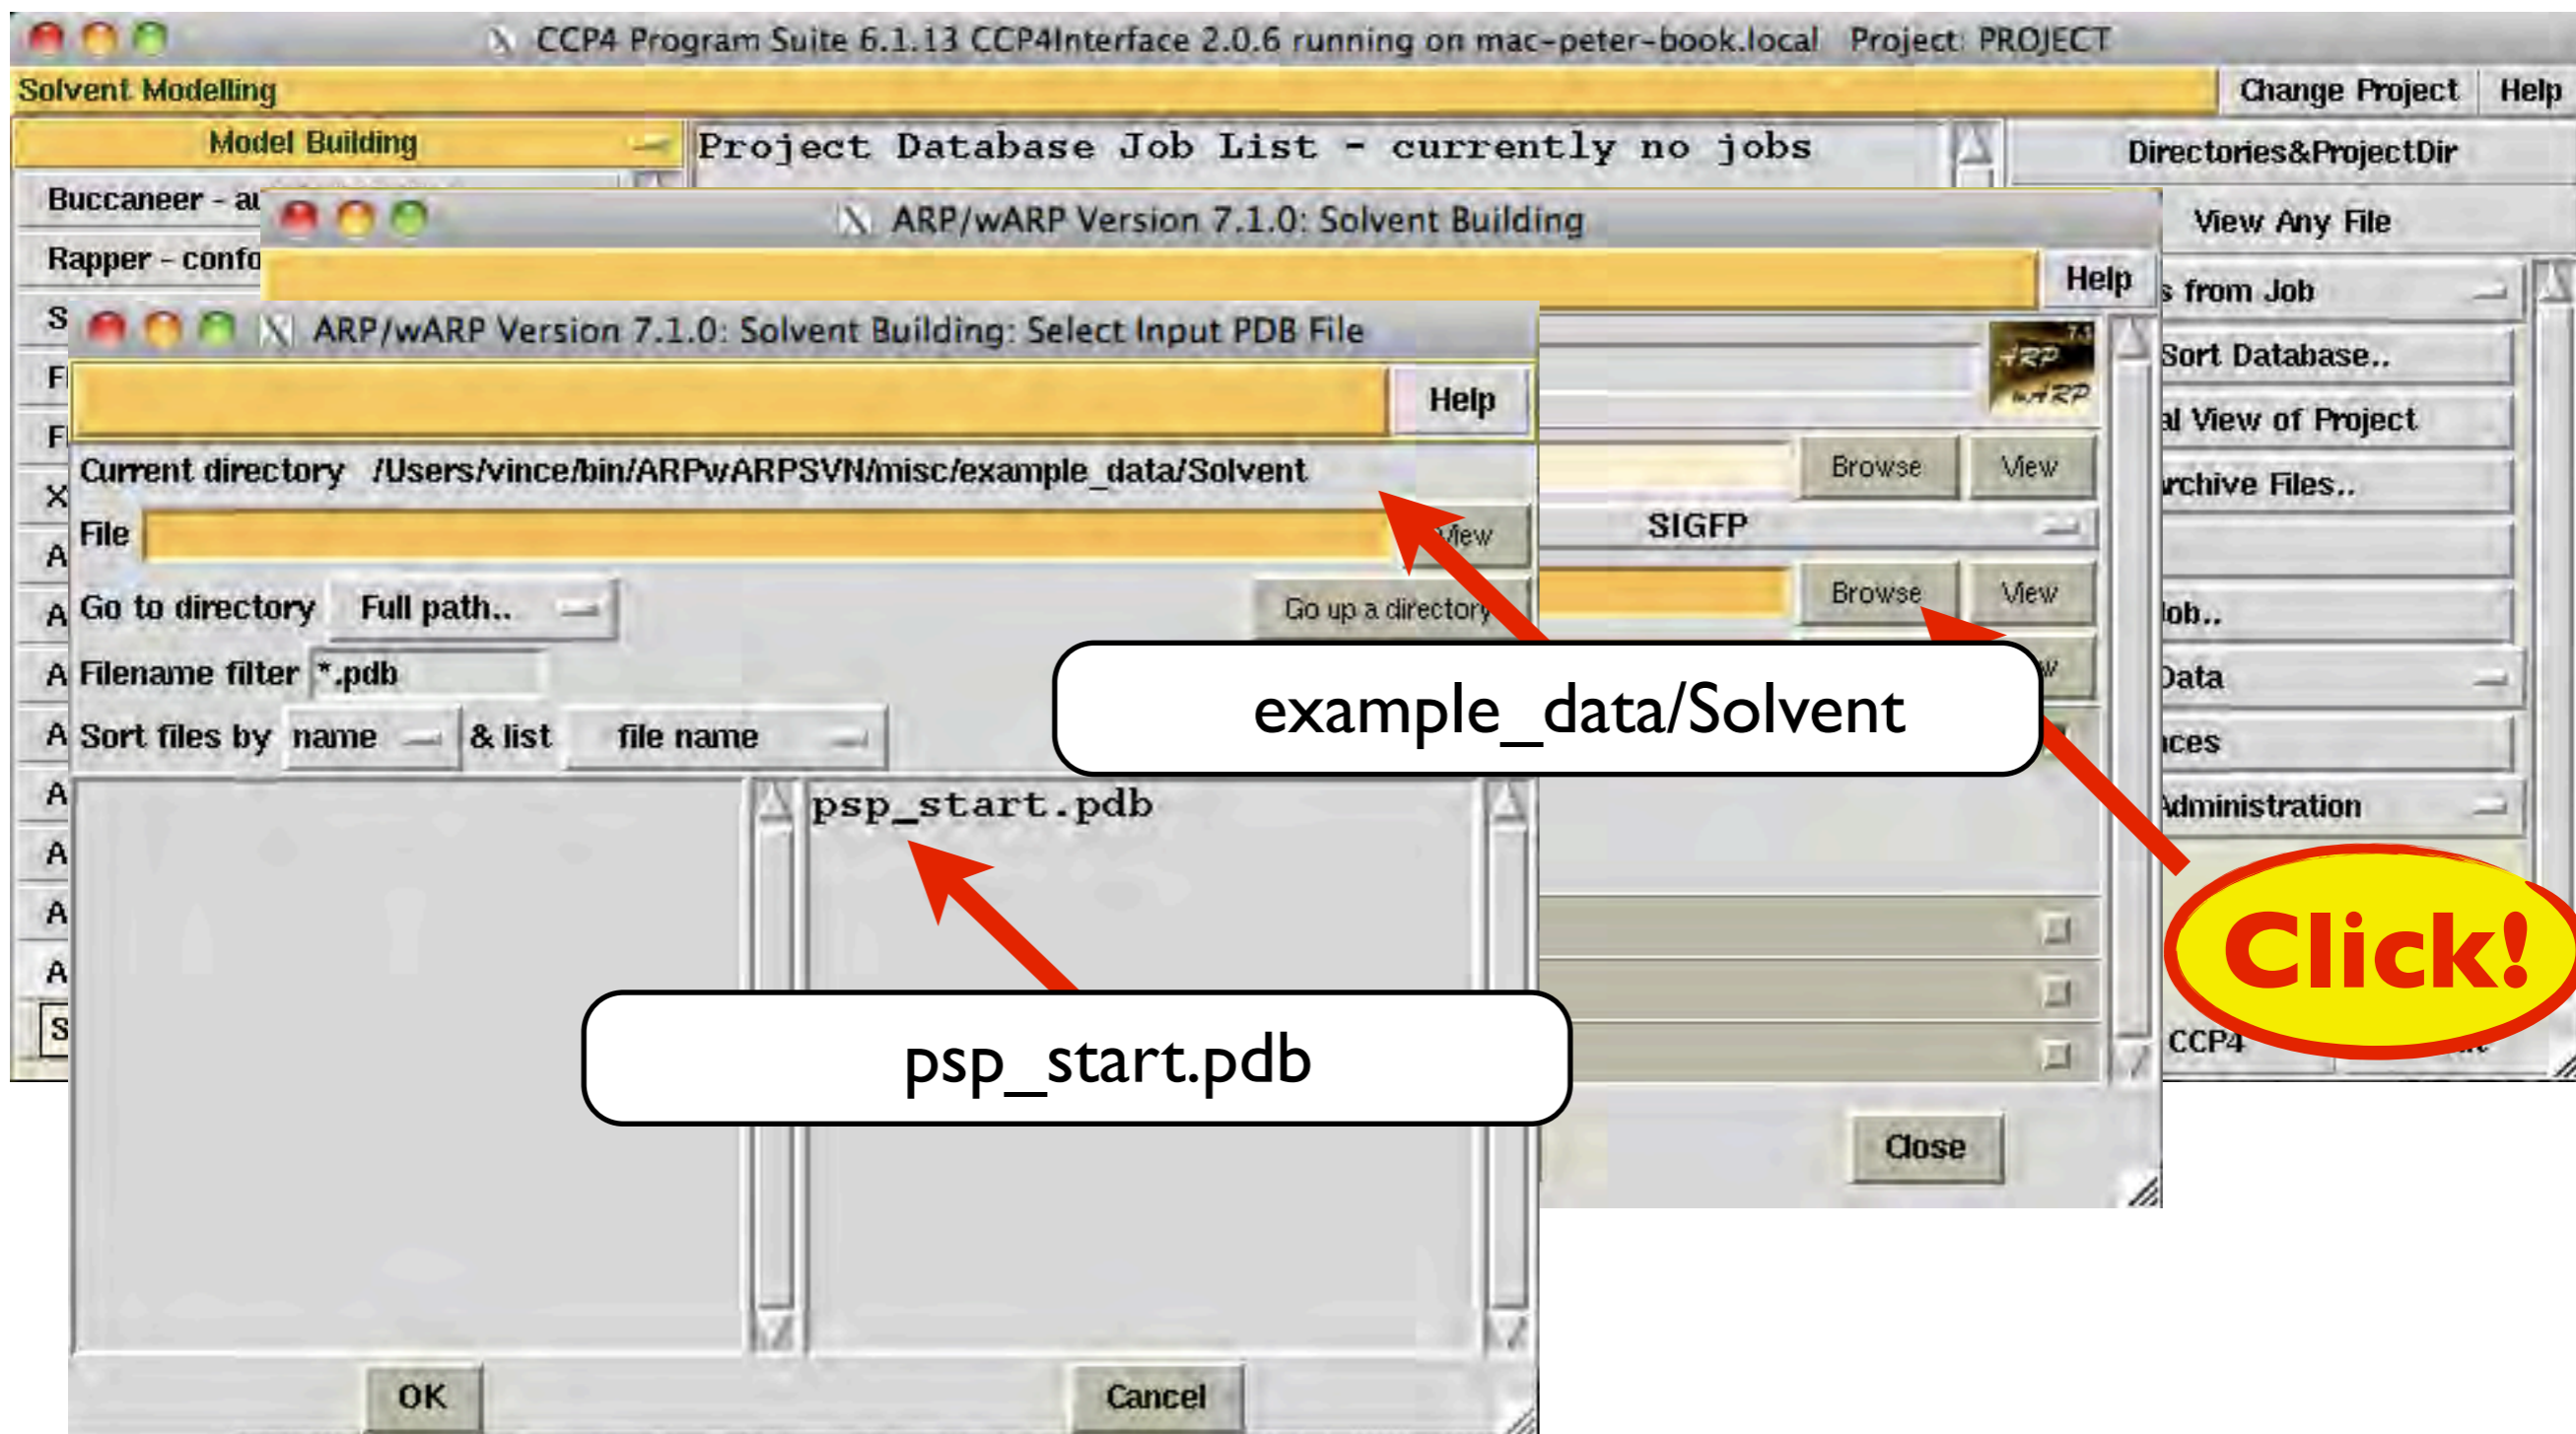 CCP4 Program Suite 6.1.13 CCP4Interface 2.0.6 running on mac-peter-book.local Project: PROJECT
Solvent Modelling
Change Project
Help
Model Building
Project Database Job List - currently no jobs
Directories&ProjectDir
Buccaneer -
View Any File
Rapper -
ARP/wARP Version 7.1.0: Solvent Building
Help
from Job
Sort Database..
View of Project
Files..
Data
Administration
CCP4
7.1
ARP
wARP
Browse
View
SIGFP
Browse
View
Close
ARP/wARP Version 7.1.0: Solvent Building: Select Input PDB File
Help
Current directory /Users/vince/bin/ARPwARPSVN/misc/example_data/Solvent
File
View
Go to directory Full path..
Go up a directory
Filename filter *.pdb
Sort files by name & list file name
psp_start.pdb
OK
Cancel
example_data/Solvent
psp_start.pdb
Click!